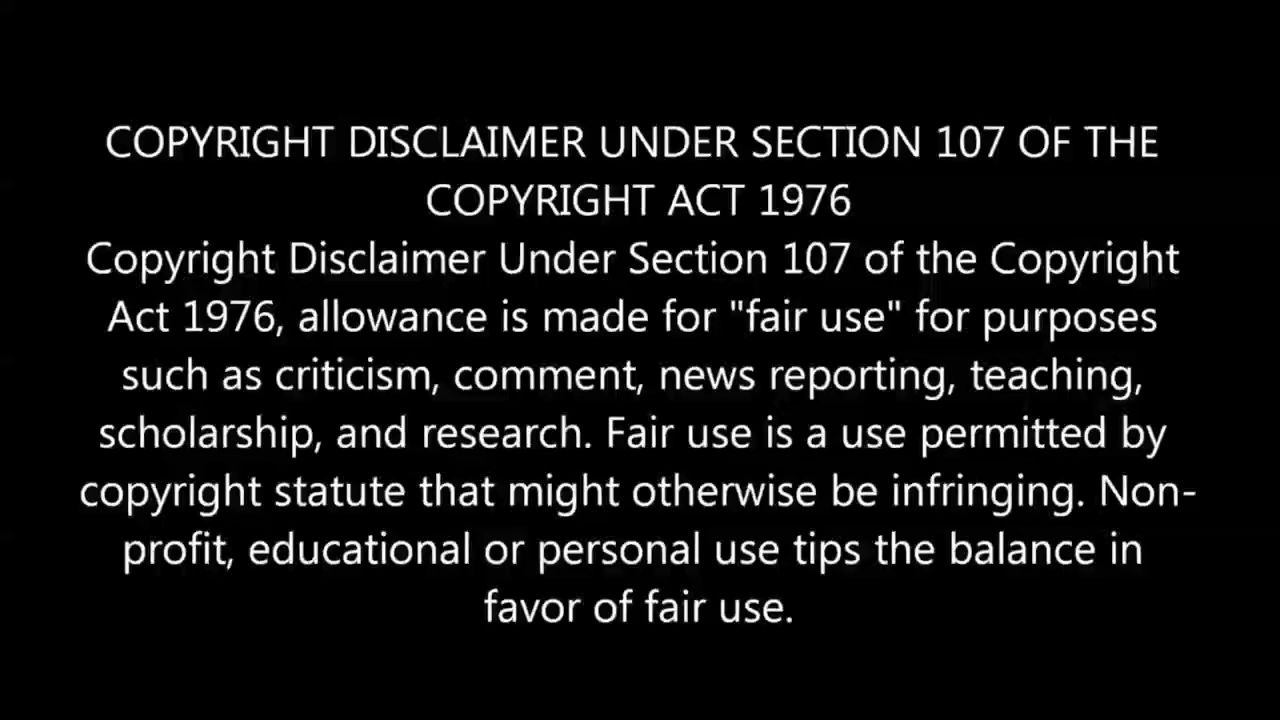 COPYRIGHT DISCLAIMER UNDER SECTION 107 OF THE
COPYRIGHT ACT 1976
Copyright Disclaimer Under Section 107 of the Copyright
Act 1976, allowance is made for "fair use" for purposes
such as criticism, comment, news reporting, teaching,
scholarship, and research. Fair use is a use permitted by
copyright statute that might otherwise be infringing. Non-
profit, educational or personal use tips the balance in
favor of fair use.